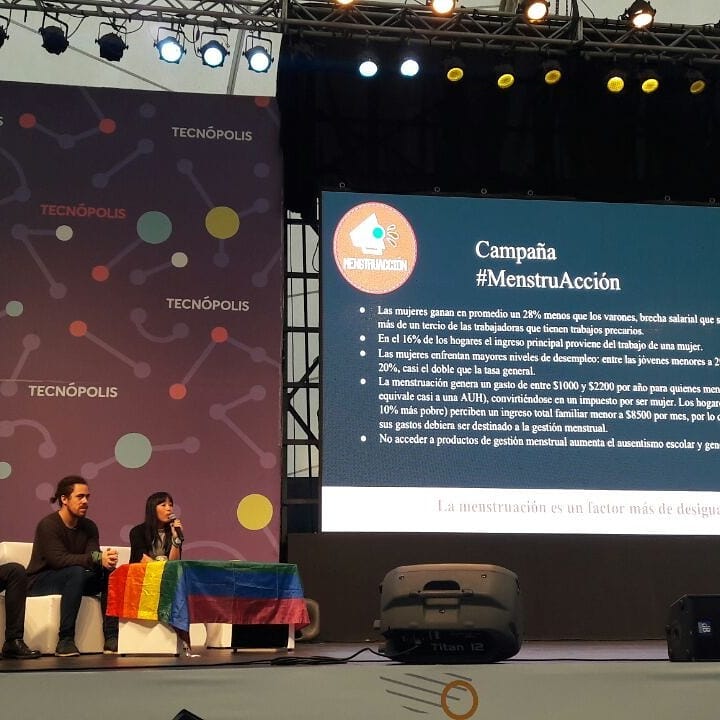 TECNÓPOLIS
TECNÓPOLIS
TECNÓPOLIS
TECNÓPOLIS
MENSTRUACCIÓN
Campaña
#MenstruAcción
Las mujeres ganan en promedio un 28% menos que los varones, brecha salarial que
más de un tercio de las trabajadoras que tienen trabajos precarios.
En el 16% de los hogares el ingreso principal proviene del trabajo de una mujer.
Las mujeres enfrentan mayores niveles de desempleo: entre las jóvenes menores a
20%, casi el doble que la tasa general.
La menstruación genera un gasto de entre $1000 y $2200 por año para quienes
equivale casi a una AUH), convirtiéndose en un impuesto por ser mujer. Los
10% más pobre) perciben un ingreso total familiar menor a $8500 por mes, por lo
sus gastos debiera ser destinado a la gestión menstrual.
No acceder a productos de gestión menstrual aumenta el ausentismo escolar y
La menstruación es un factor más de
Titan 12